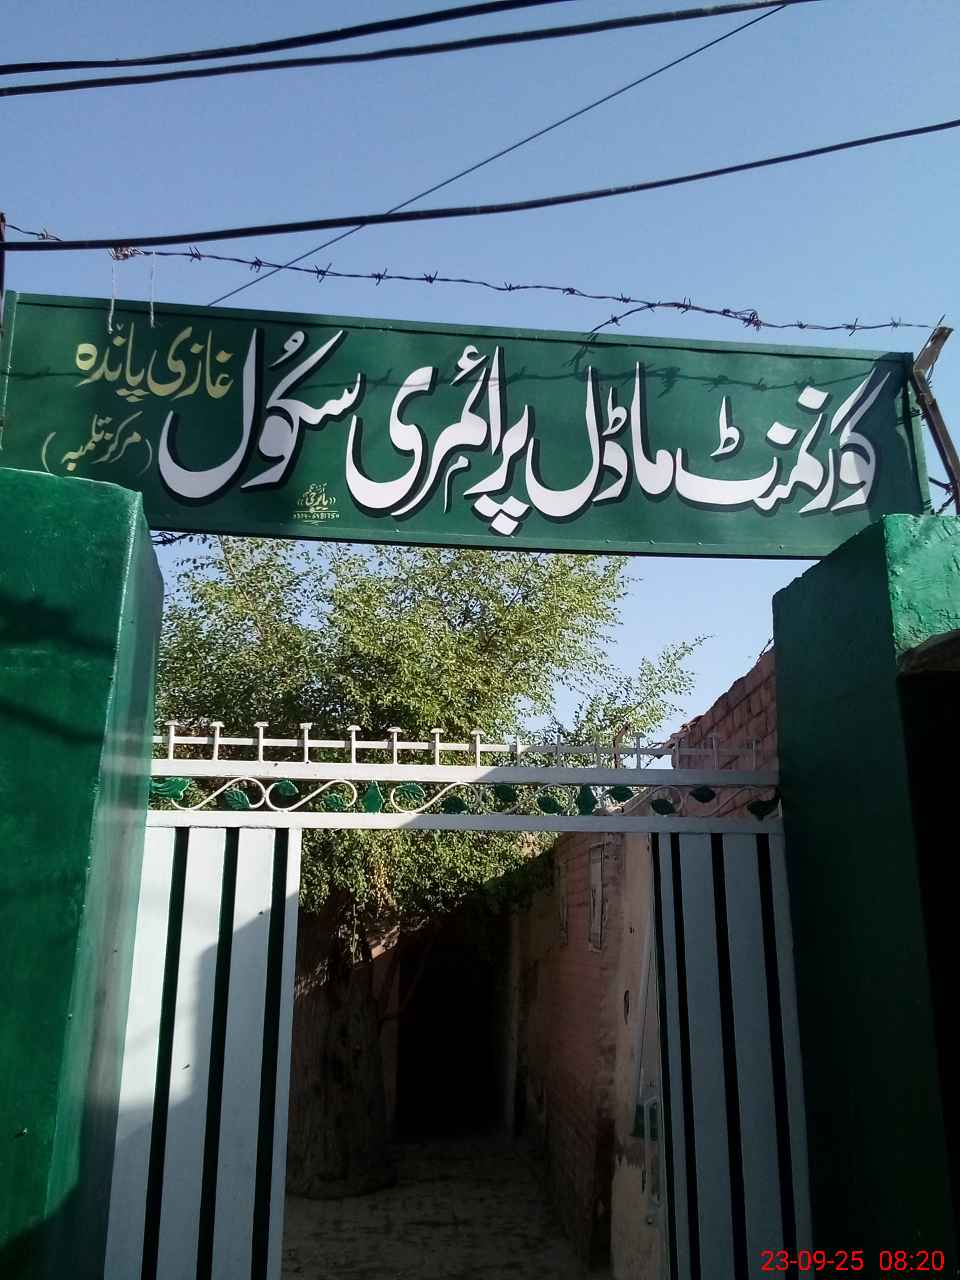 گورنمنٹ ماڈل پرائمری سکول
غازی پانڈہ
(مرکز تلمبہ)
23-09-25 08:20